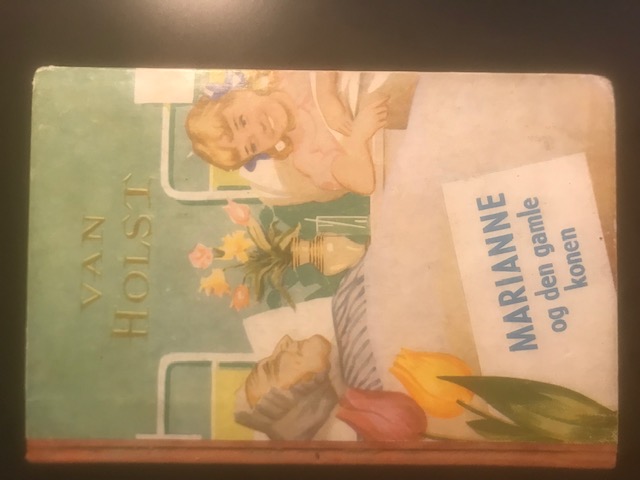 VAN
HOLST
MARIANNE
og den gamle
konen